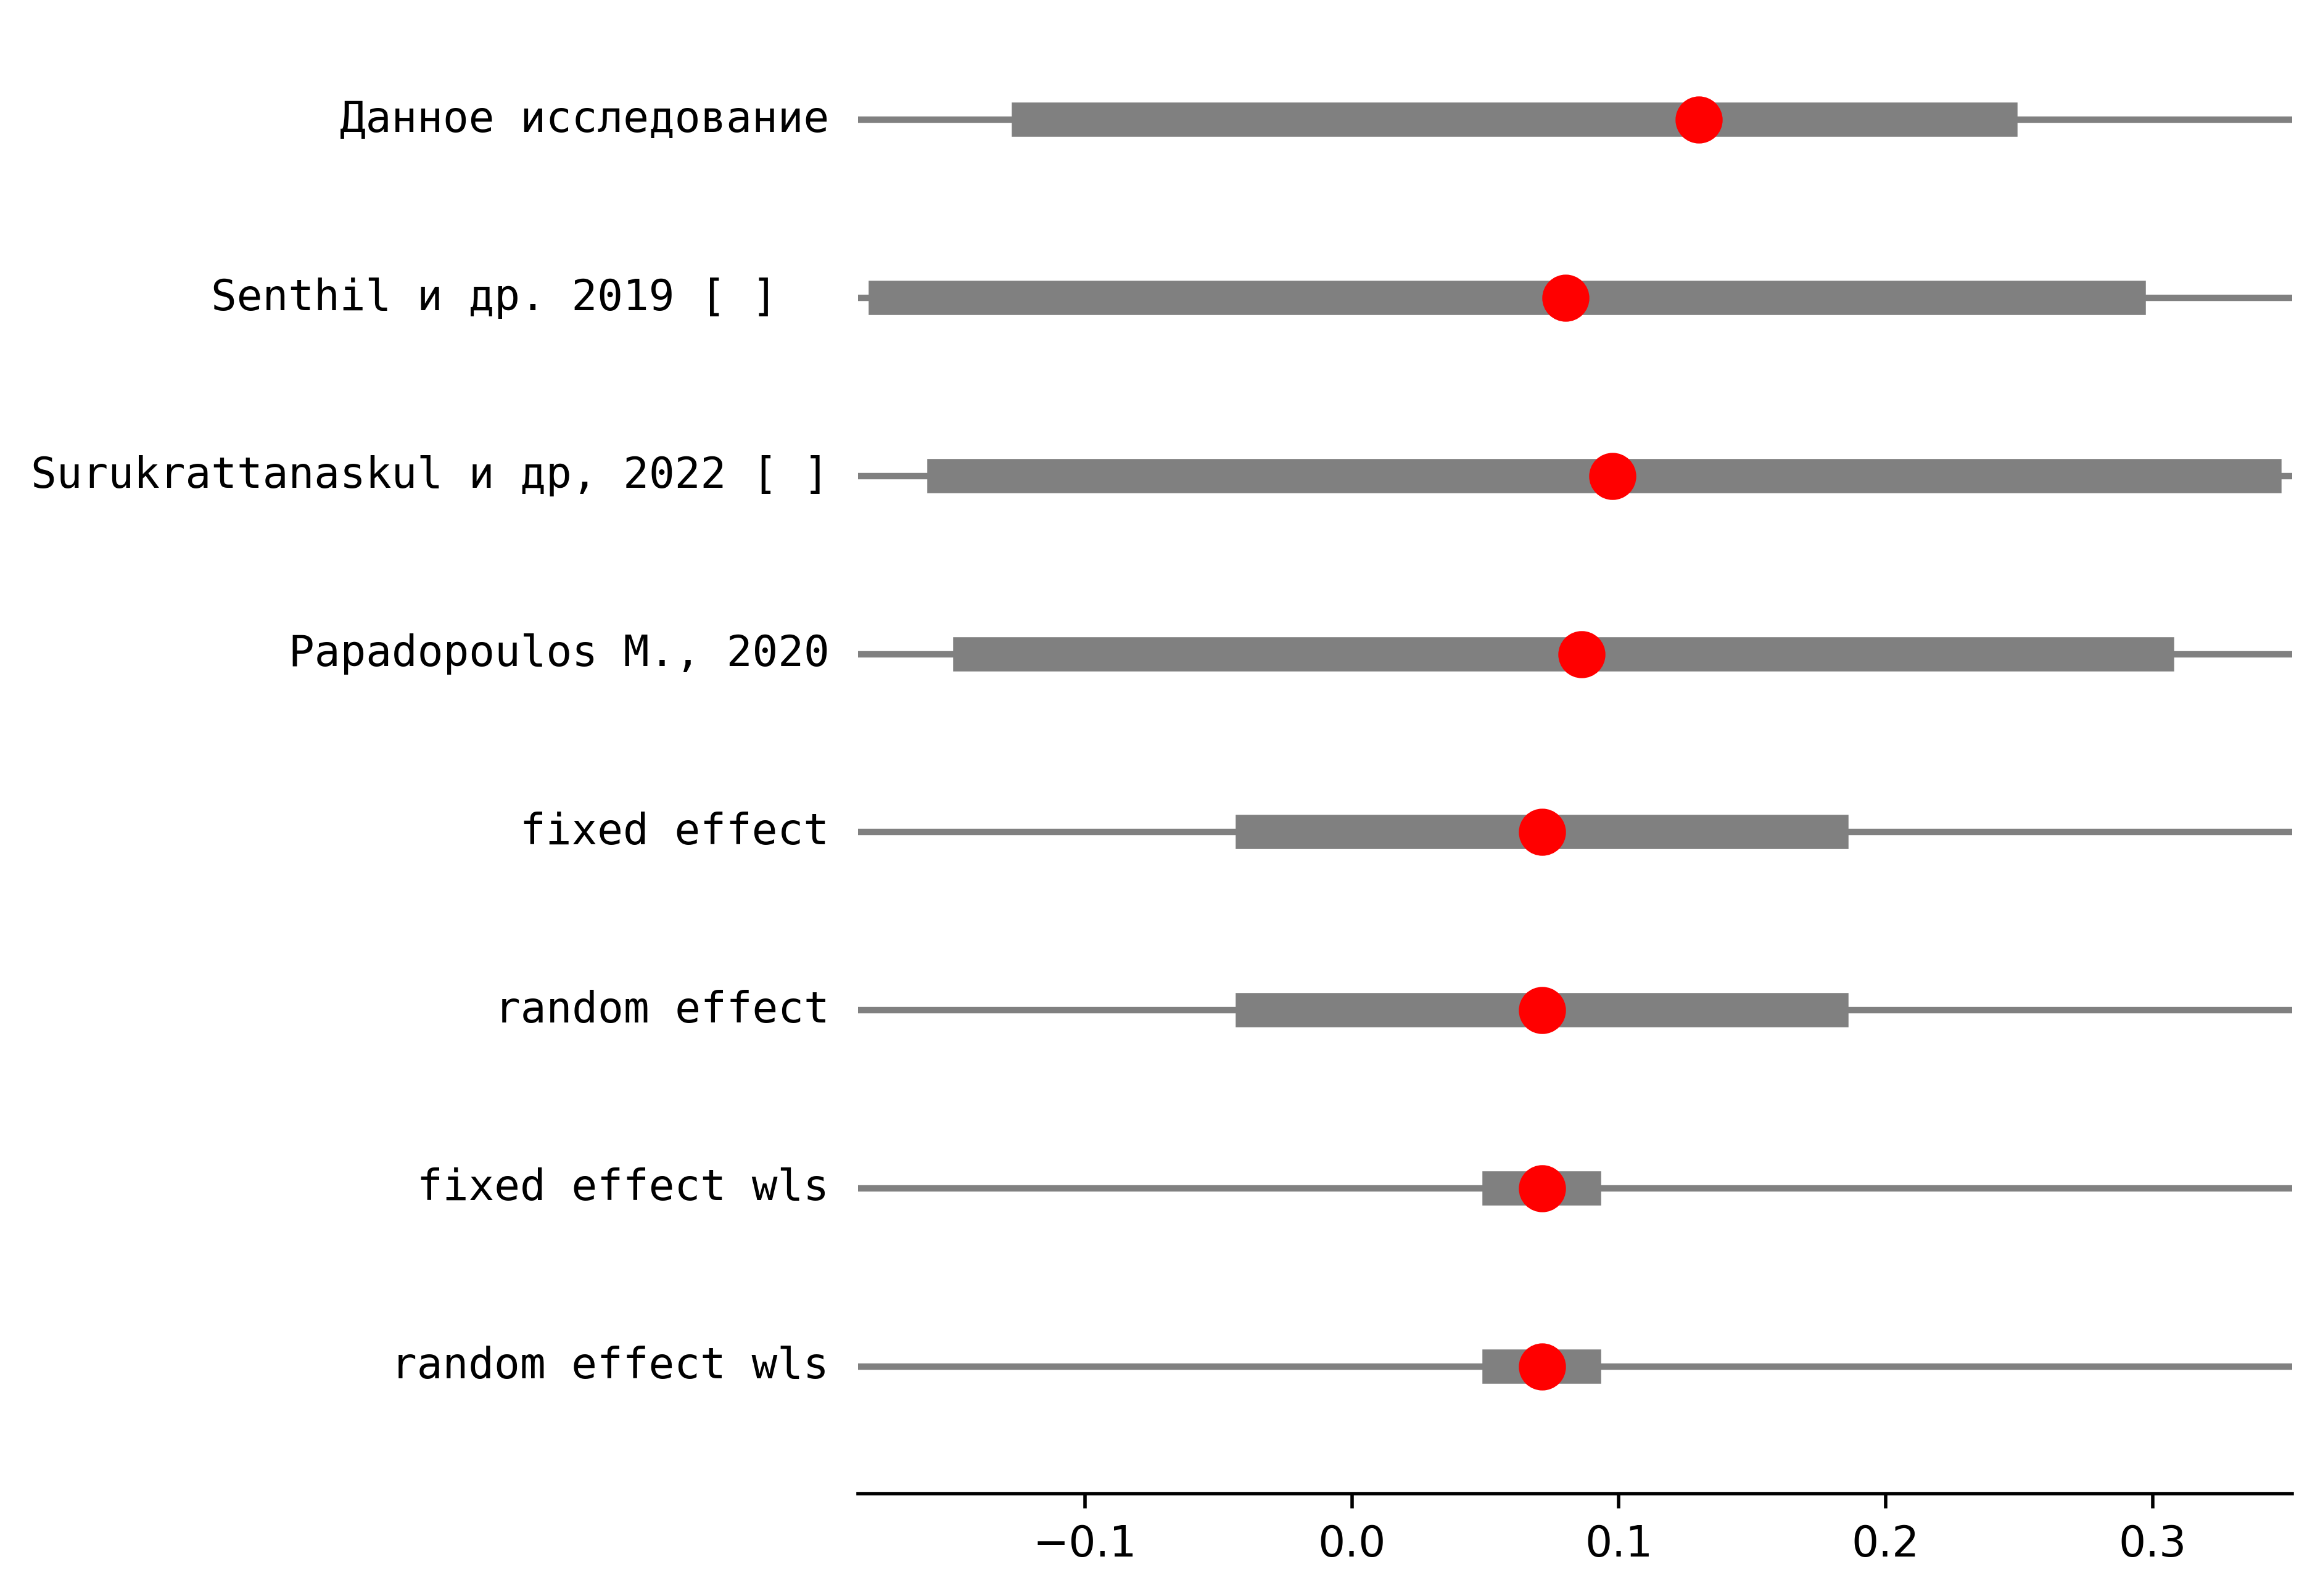 Данное исследование
Senthil и др. 2019 [ ]
Surukrattanaskul и др, 2022 [ ]
Papadopoulos M., 2020
fixed effect
random effect
fixed effect wls
random effect wls
−0.1 0.0 0.1 0.2 0.3